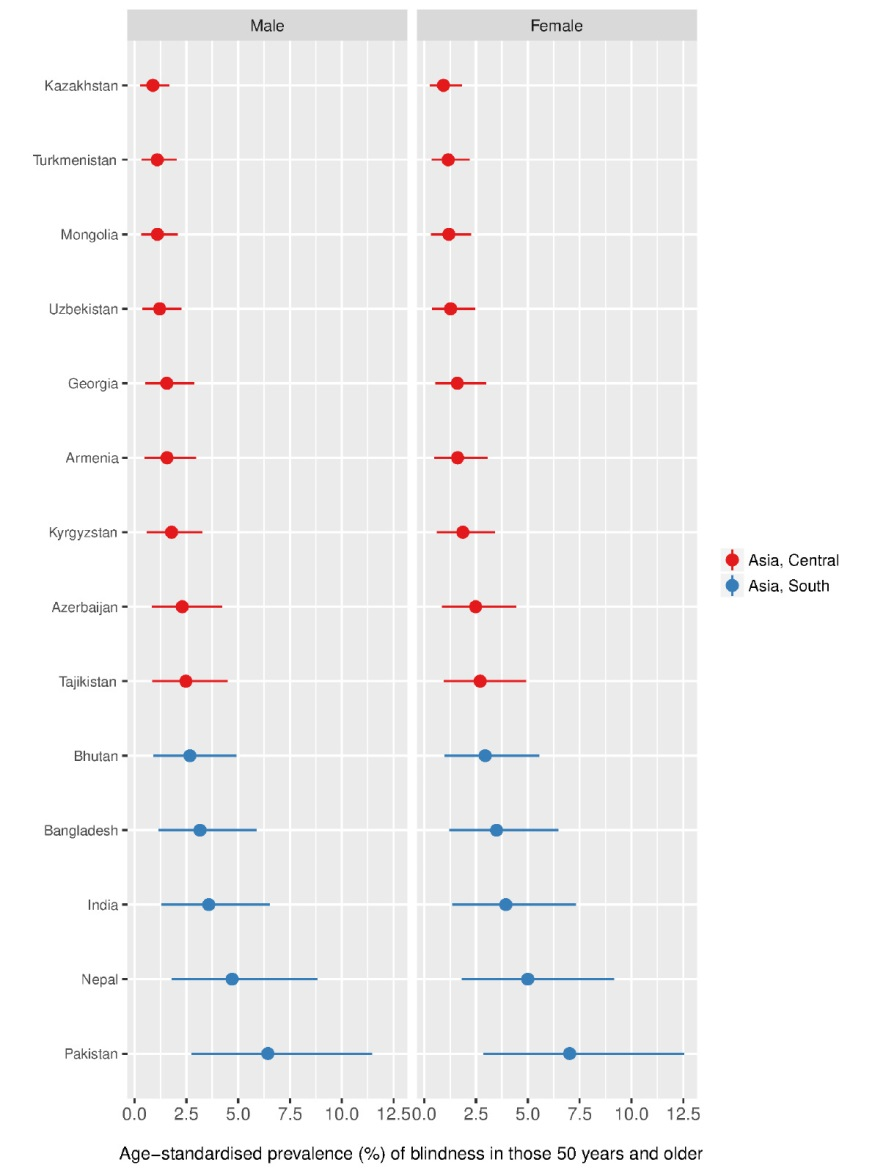 Male Female
Kazakhstan
Turkmenistan
Mongolia
Uzbekistan
Georgia
Armenia
Kyrgyzstan
Azerbaijan
Tajikistan
Bhutan
Bangladesh
India
Nepal
Pakistan
Asia, Central
Asia, South
0.0 2.5 5.0 7.5 10.0 12.5 0.0 2.5 5.0 7.5 10.0 12.5
Age−standardised prevalence (%) of blindness in those 50 years and older